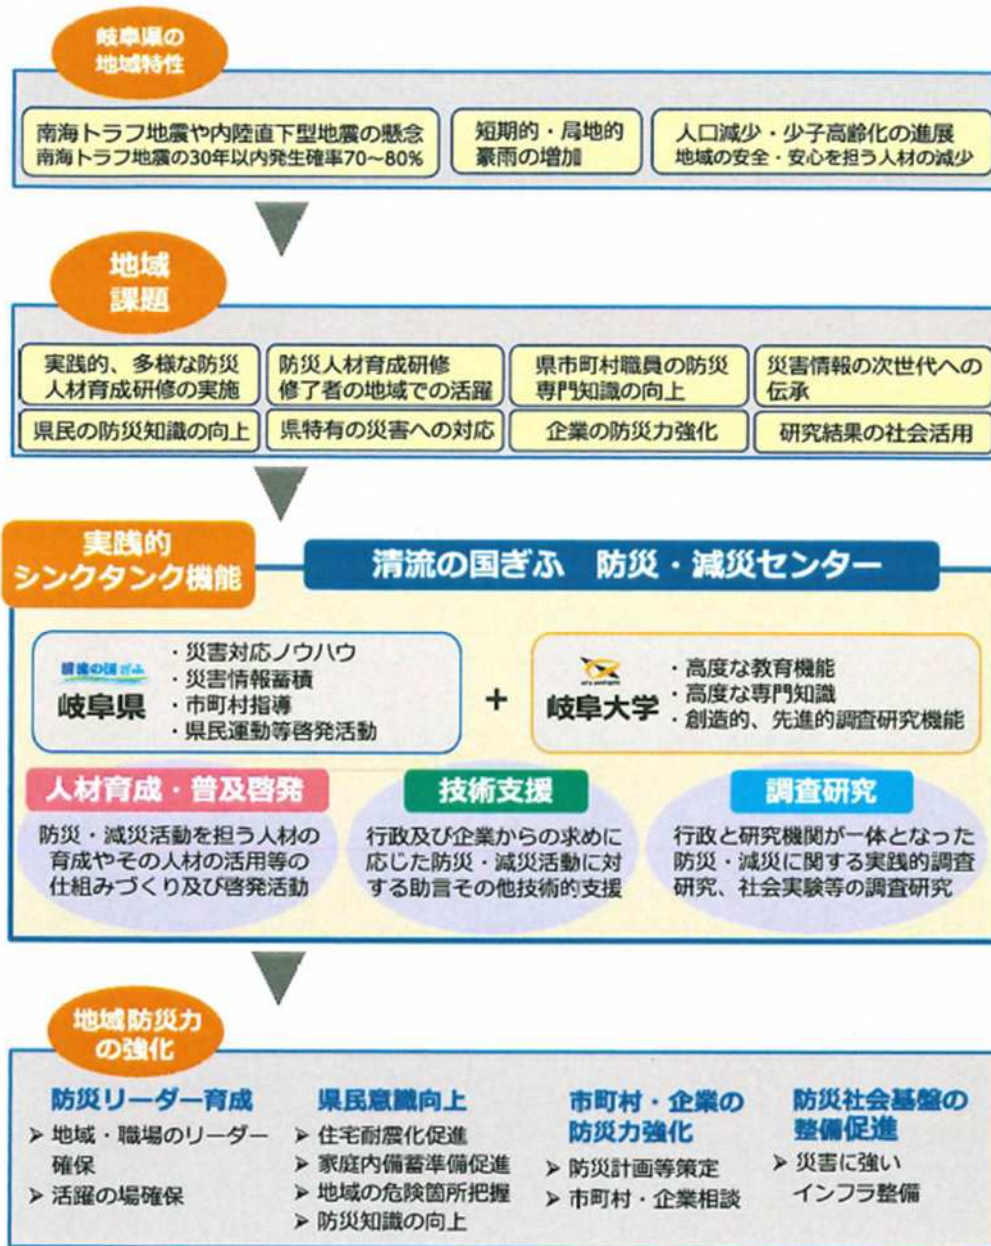 岐阜県の
地域特性
南海トラフ地震や内陸直下型地震の懸念
南海トラフ地震の30年以内発生確率70～80%
短期的・局地的
豪雨の増加
人口減少・少子高齢化の進展
地域の安全・安心を担う人材の減少
地域
課題
実践的、多様な防災
人材育成研修の実施
防災人材育成研修
修了者の地域での活躍
県市町村職員の防災
専門知識の向上
災害情報の次世代への
伝承
県民の防災知識の向上
県特有の災害への対応
企業の防災力強化
研究結果の社会活用
実践的
シンクタンク機能
清流の国ぎふ 防災・減災センター
清流の国ぎふ
岐阜県
・災害対応ノウハウ
・災害情報蓄積
・市町村指導
・県民運動等啓発活動
+
岐阜大学
・高度な教育機能
・高度な専門知識
・創造的、先進的調査研究機能
人材育成・普及啓発
防災・減災活動を担う人材の
育成やその人材の活用等の
仕組みづくり及び啓発活動
技術支援
行政及び企業からの求めに
応じた防災・減災活動に対
する助言その他技術的支援
調査研究
行政と研究機関が一体となった
防災・減災に関する実践的調査
研究、社会実験等の調査研究
地域防災力
の強化
防災リーダー育成
➢ 地域・職場のリーダー
確保
➢ 活躍の場確保
県民意識向上
➢ 住宅耐震化促進
➢ 家庭内備蓄準備促進
➢ 地域の危険箇所把握
➢ 防災知識の向上
市町村・企業の
防災力強化
➢ 防災計画等策定
➢ 市町村・企業相談
防災社会基盤の
整備促進
➢ 災害に強い
インフラ整備